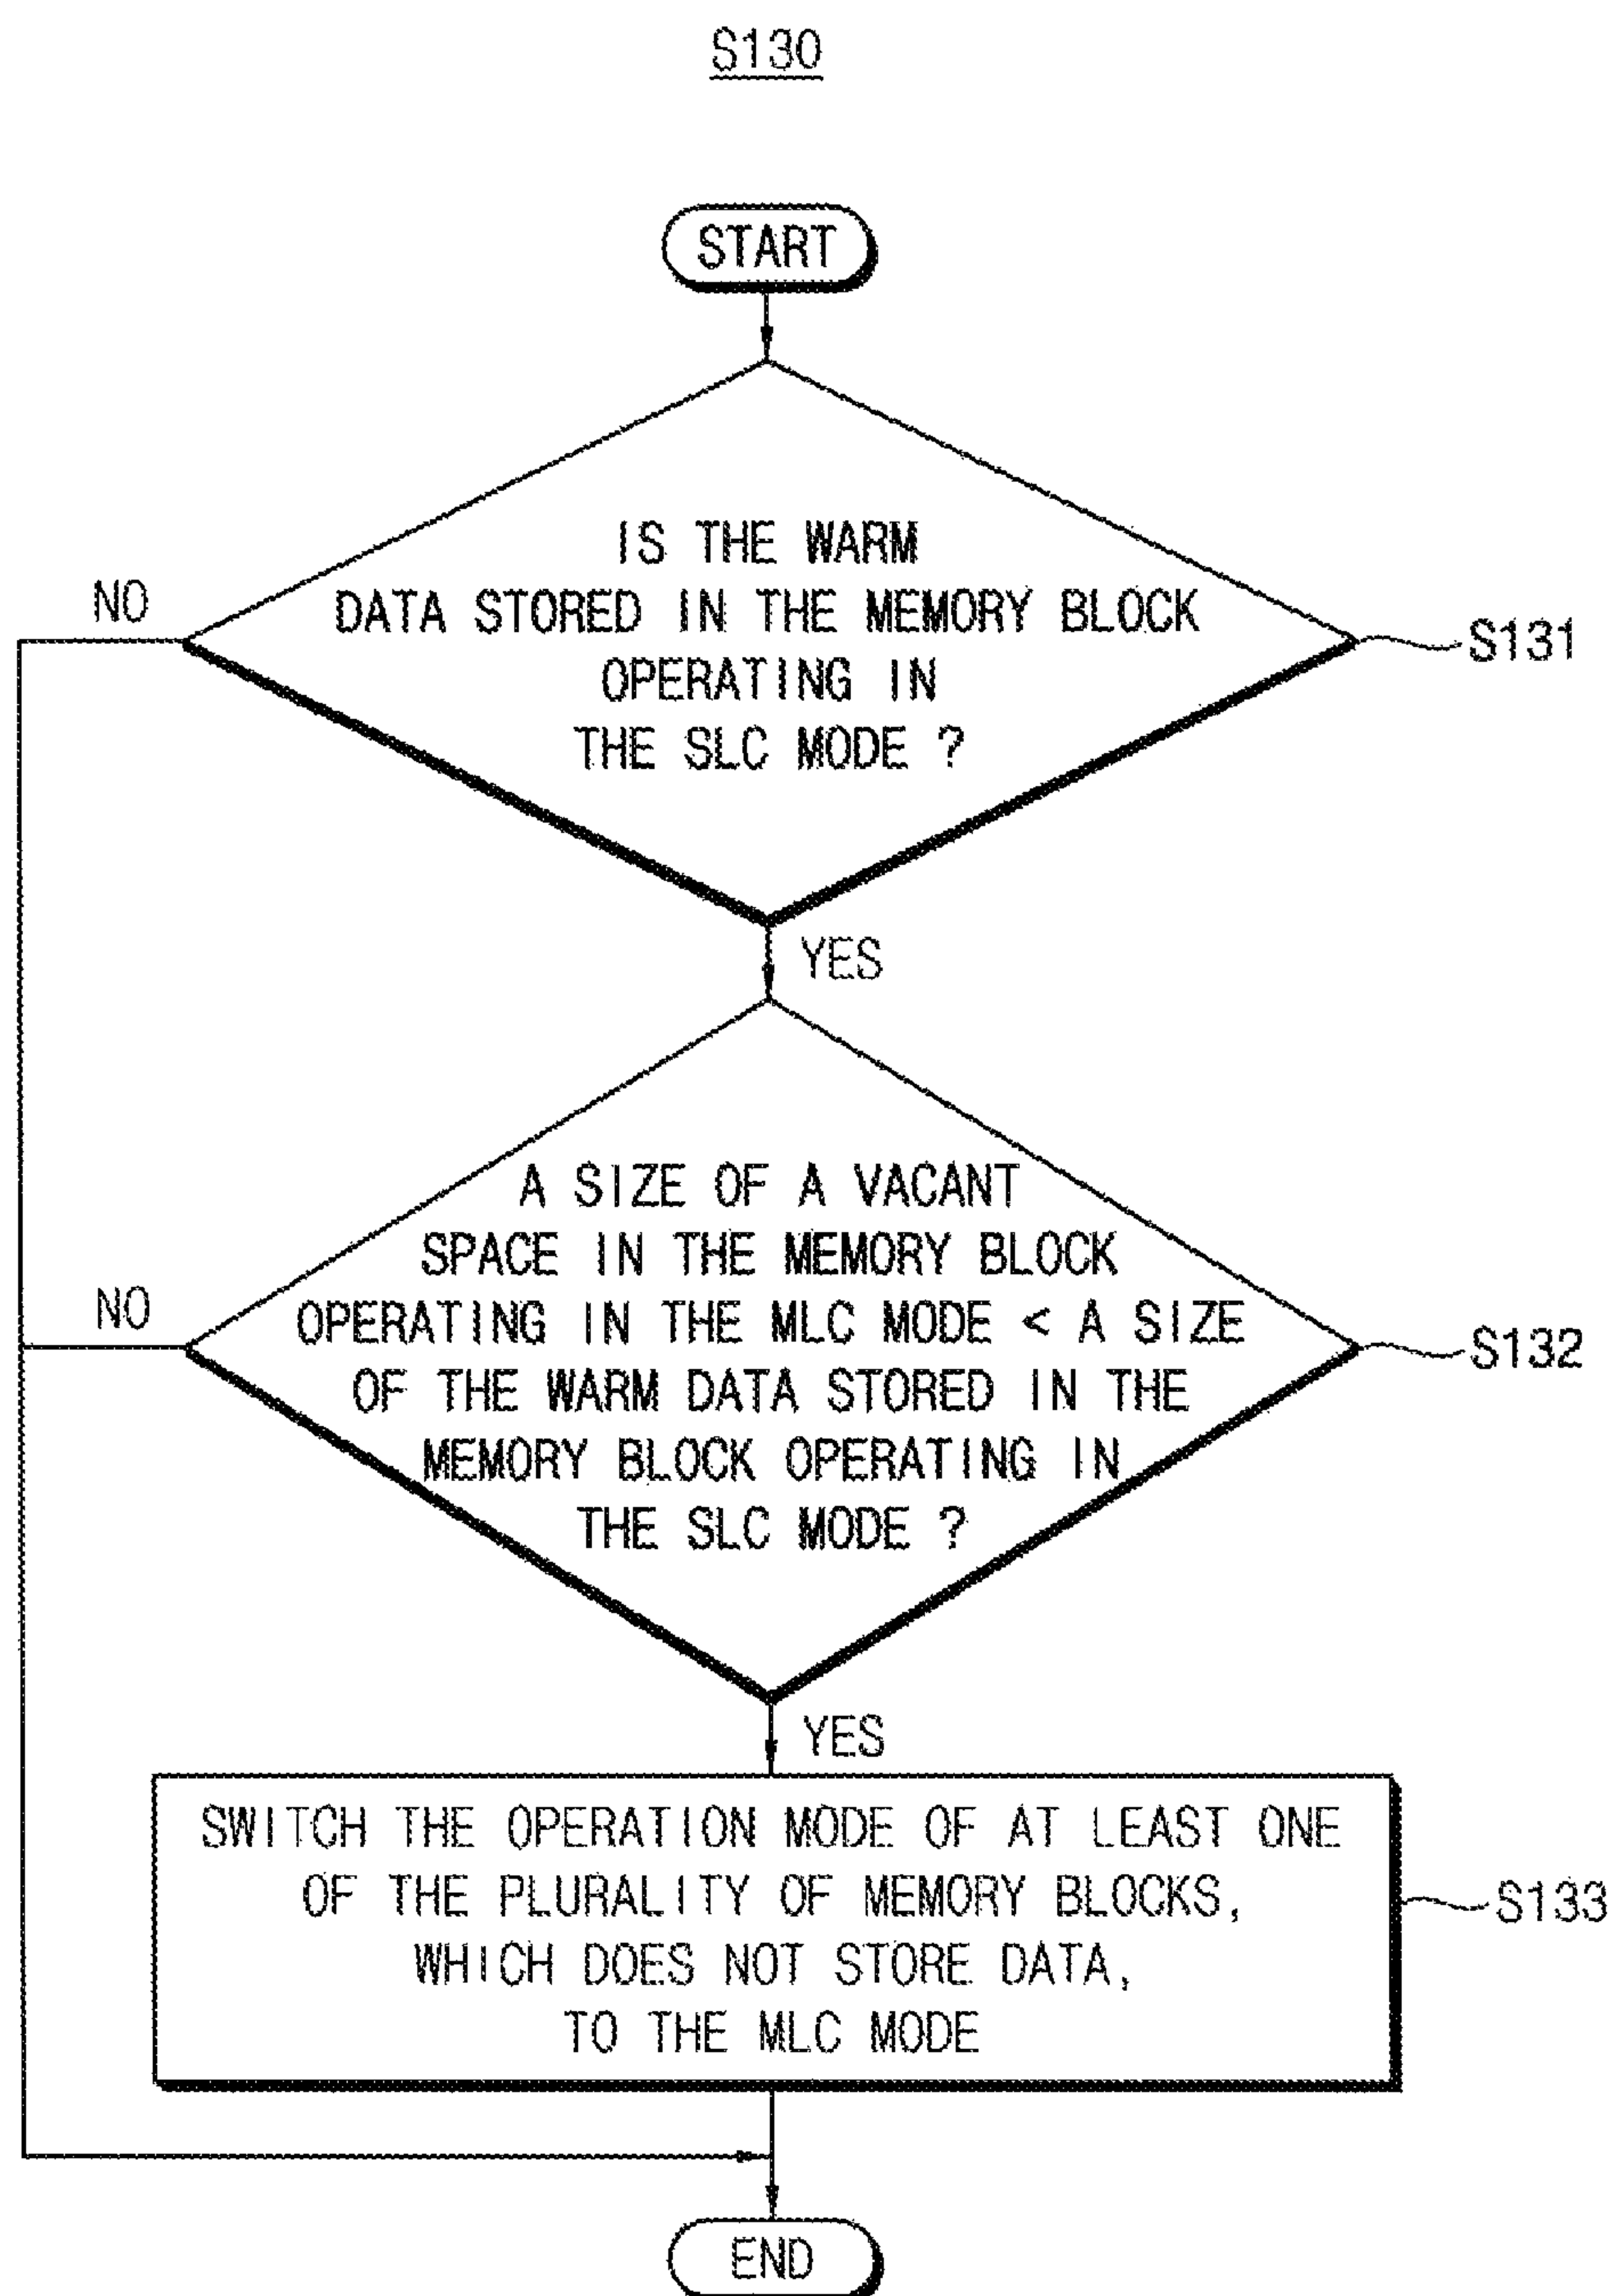 S130
START
IS THE WARM
DATA STORED IN THE MEMORY BLOCK
OPERATING IN
THE SLC MODE ?
NO
S131
YES
A SIZE OF A VACANT
SPACE IN THE MEMORY BLOCK
OPERATING IN THE MLC MODE < A SIZE
OF THE WARM DATA STORED IN THE
MEMORY BLOCK OPERATING IN
THE SLC MODE ?
NO
S132
YES
SWITCH THE OPERATION MODE OF AT LEAST ONE
OF THE PLURALITY OF MEMORY BLOCKS,
WHICH DOES NOT STORE DATA,
TO THE MLC MODE
S133
END